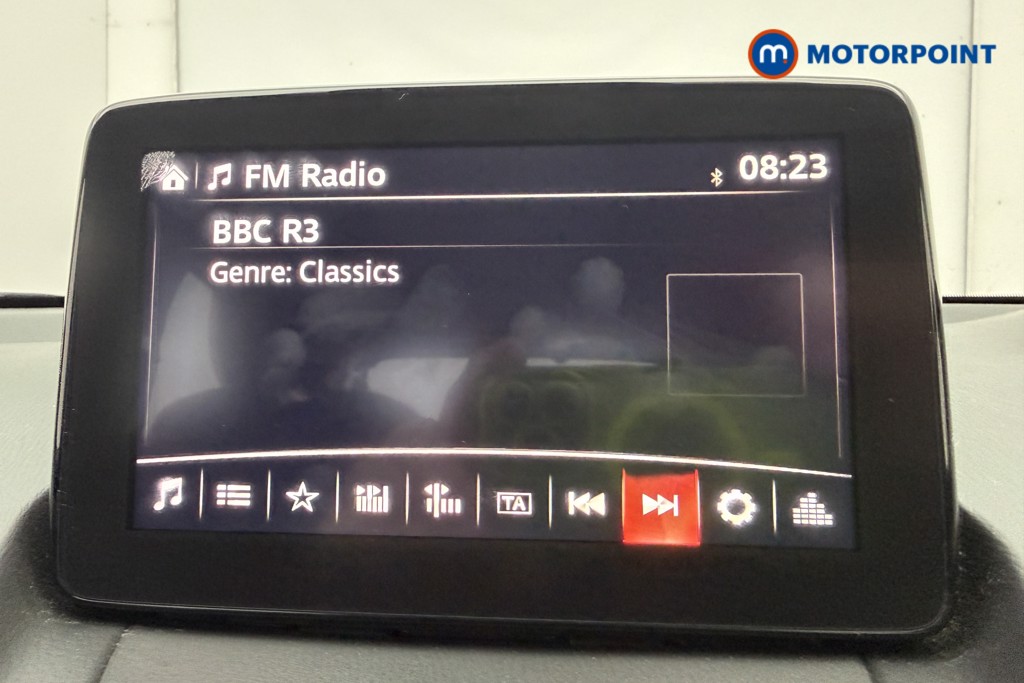 m MOTORPOINT
FM Radio 08:23
BBC R3
Genre: Classics
TA